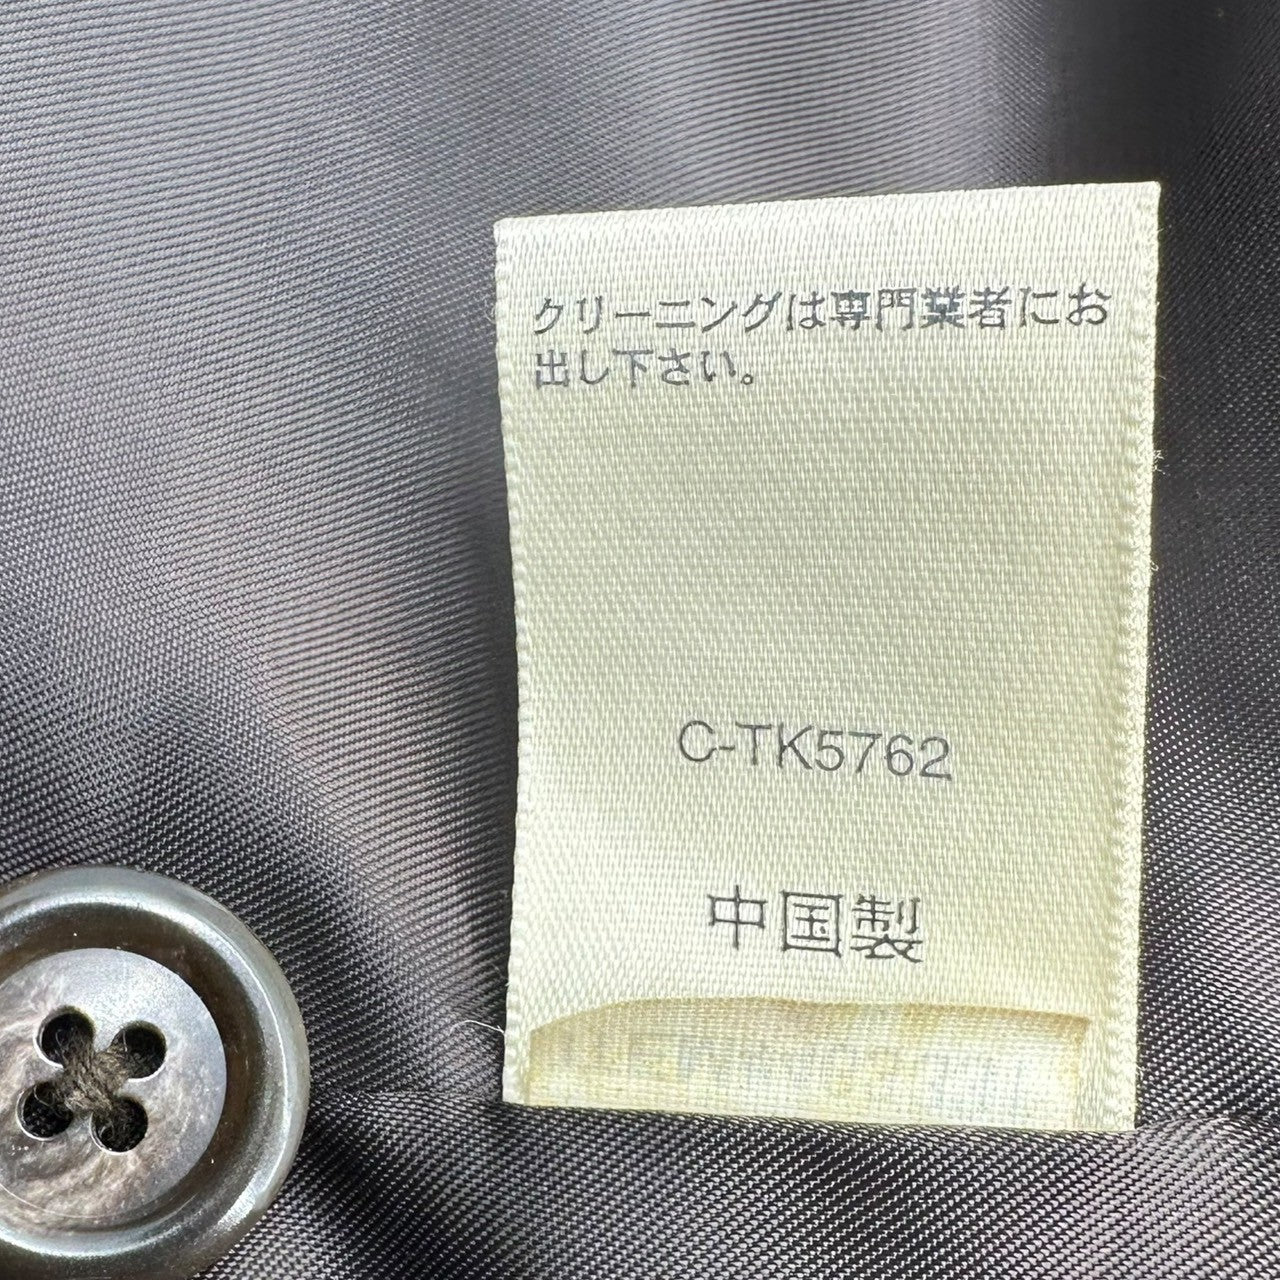 クリーニングは専門業者にお
出し下さい。
C-TK5762
中国製